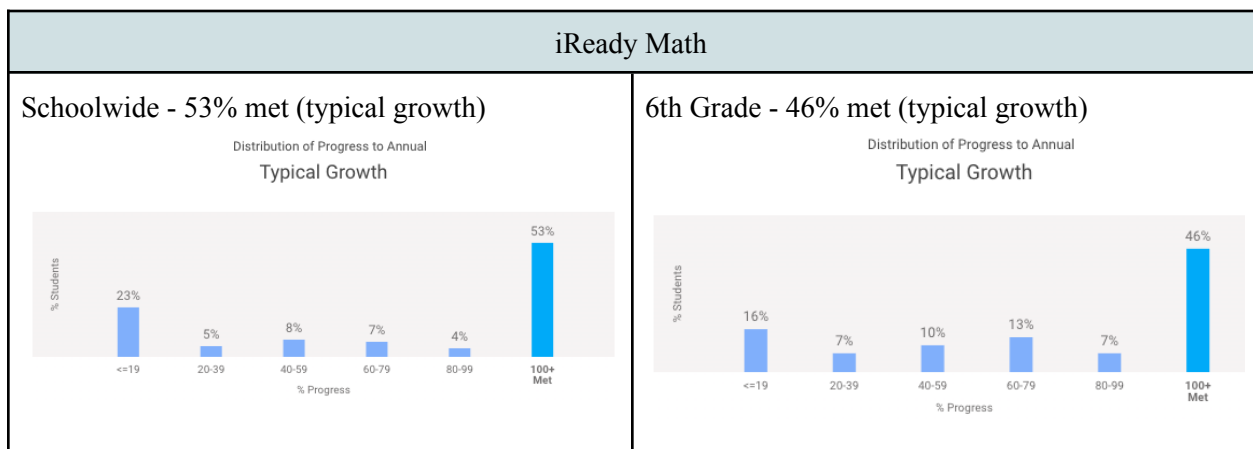 iReady Math
Schoolwide - 53% met (typical growth)
Distribution of Progress to Annual
Typical Growth
% Students
23%
5%
8%
7%
4%
53%
<=19
20-39
40-59
60-79
80-99
100+
Met
% Progress
6th Grade - 46% met (typical growth)
Distribution of Progress to Annual
Typical Growth
% Students
16%
7%
10%
13%
7%
46%
<=19
20-39
40-59
60-79
80-99
100+
Met
% Progress